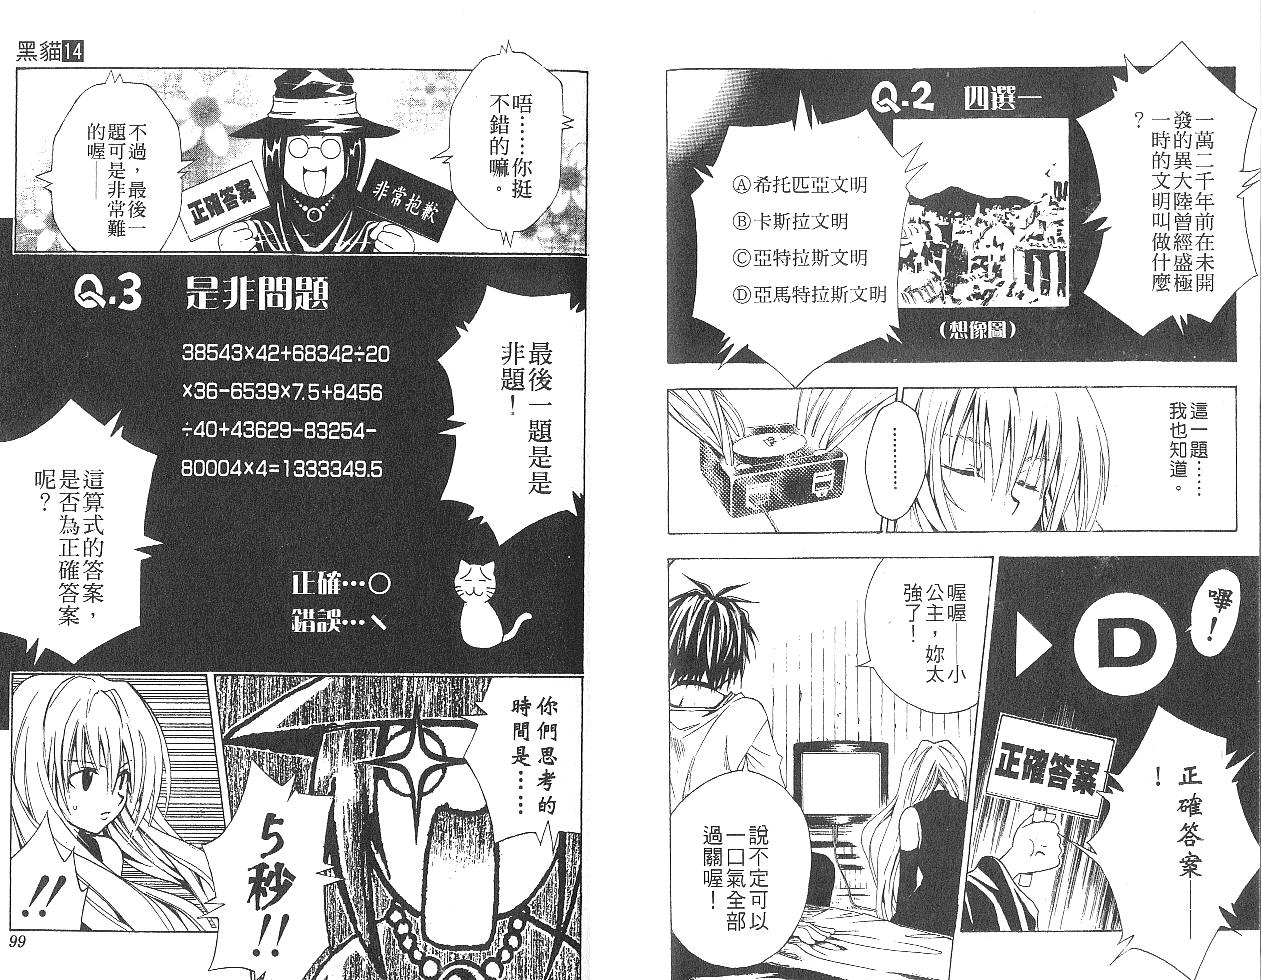 Q.2 四選一
一萬二千年前在未開
發的異大陸曾經盛極
一時的文明叫做什麼
？
Ⓐ希托匹亞文明
Ⓑ卡斯拉文明
Ⓒ亞特拉斯文明
Ⓓ亞馬特拉斯文明
(想像圖)
這一題……
我也知道。
………
嗶！
D
正確答案
正確答案——
！
喔喔——小
公主，妳太
強了！
說不定可以
一口氣全部
過關喔！
黑貓14
唔……你挺
不錯的嘛。
正確答案
非常抱歉
不過，最後一
題可是非常難
的喔——
Q.3 是非問題
最後一題是是
非題！
38543×42+68342÷20
×36-6539×7.5+8456
÷40+43629-83254-
80004×4=1333349.5
這算式的答案，
是否為正確答案
呢？
正確…○
錯誤…＼
你們思考的
時間是……
5秒!!
!!
99